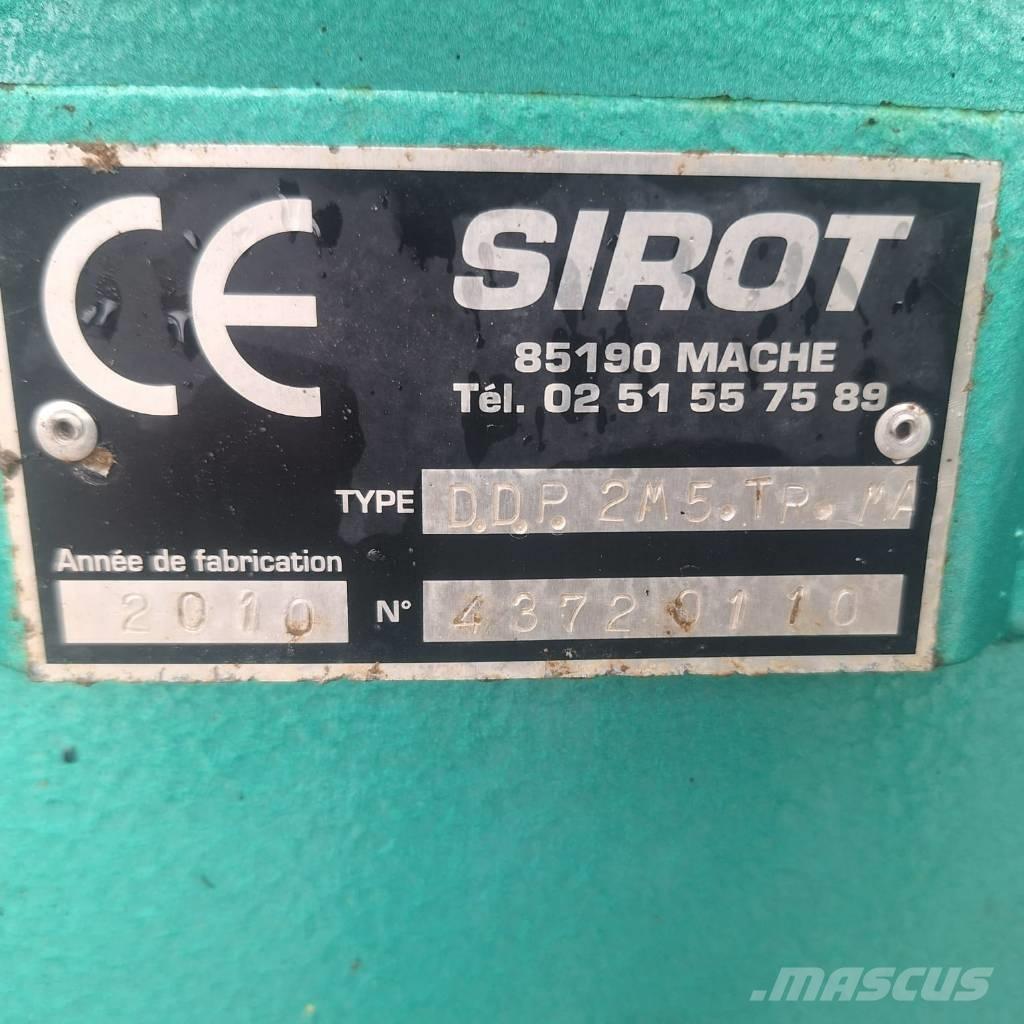 CE
SIROT
85190 MACHE
Tél. 02 51 55 75 89
TYPE D.D.P. 2M5.TP.MA
Année de fabrication
2010 N° 43720110
MASCUS